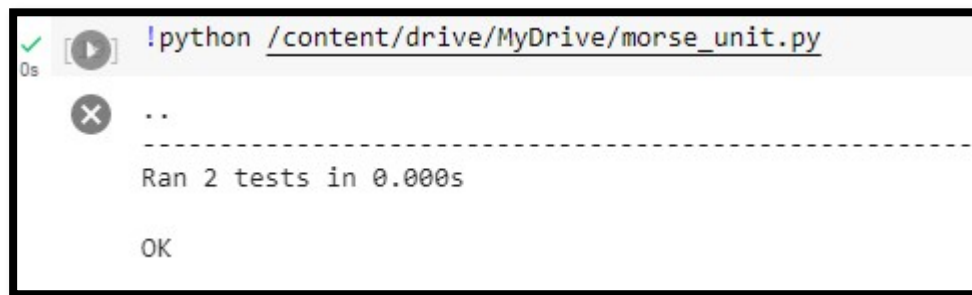 !python /content/drive/MyDrive/morse_unit.py
0s
..
----------------------------------------------------------------------
Ran 2 tests in 0.000s
OK